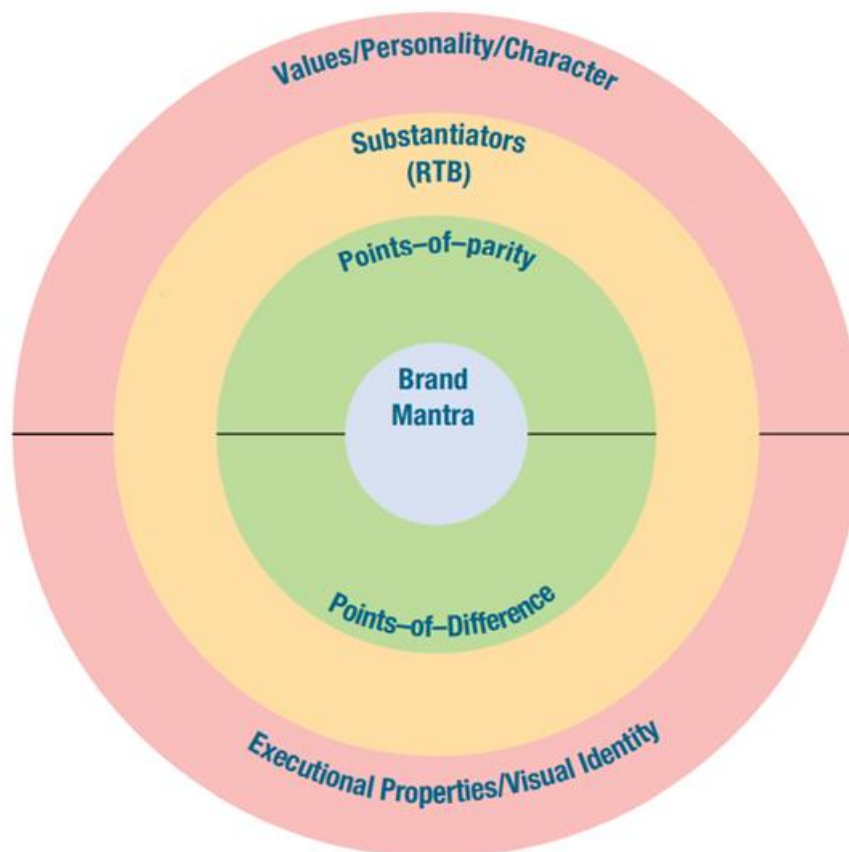 Values/Personality/Character
Substantiators
(RTB)
Points–of–parity
Brand
Mantra
Points–of–Difference
Executional Properties/Visual Identity